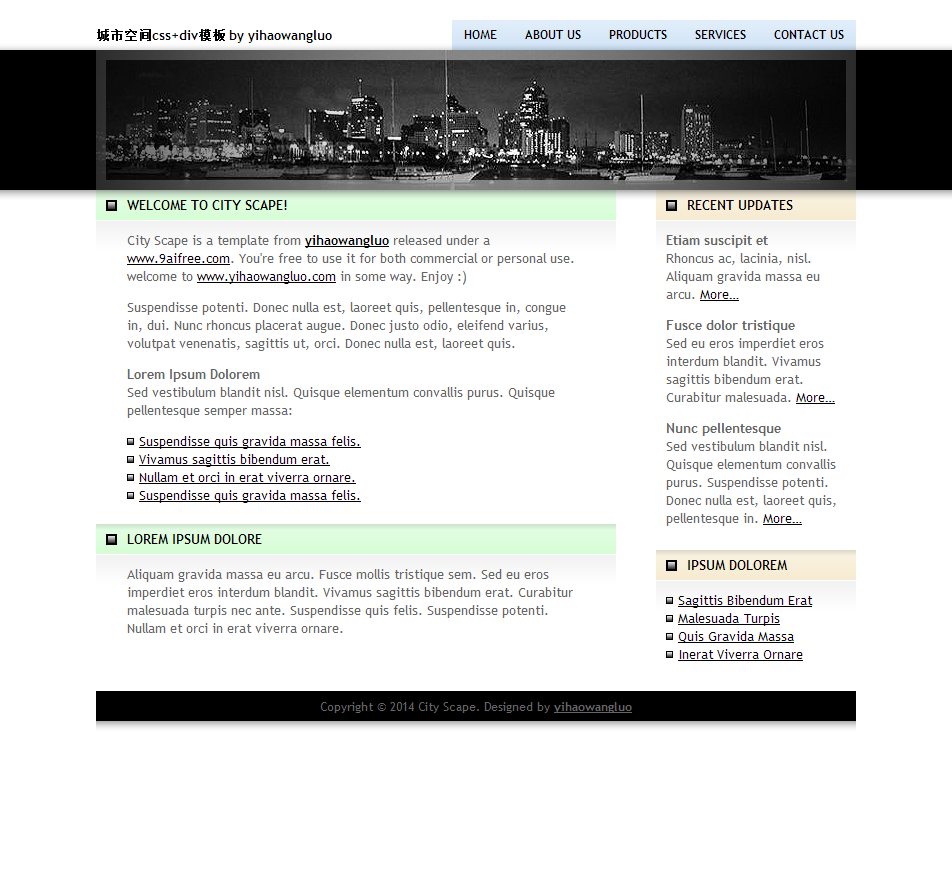 城市空间css+div模板 by yihaowangluo
HOME ABOUT US PRODUCTS SERVICES CONTACT US
WELCOME TO CITY SCAPE!
City Scape is a template from yihaowangluo released under a
www.9aifree.com. You're free to use it for both commercial or personal use.
welcome to www.yihaowangluo.com in some way. Enjoy :)
Suspendisse potenti. Donec nulla est, laoreet quis, pellentesque in, congue
in, dui. Nunc rhoncus placerat augue. Donec justo odio, eleifend varius,
volutpat venenatis, sagittis ut, orci. Donec nulla est, laoreet quis.
Lorem Ipsum Dolorem
Sed vestibulum blandit nisl. Quisque elementum convallis purus. Quisque
pellentesque semper massa:
Suspendisse quis gravida massa felis.
Vivamus sagittis bibendum erat.
Nullam et orci in erat viverra ornare.
Suspendisse quis gravida massa felis.
LOREM IPSUM DOLORE
Aliquam gravida massa eu arcu. Fusce mollis tristique sem. Sed eu eros
imperdiet eros interdum blandit. Vivamus sagittis bibendum erat. Curabitur
malesuada turpis nec ante. Suspendisse quis felis. Suspendisse potenti.
Nullam et orci in erat viverra ornare.
RECENT UPDATES
Etiam suscipit et
Rhoncus ac, lacinia, nisl.
Aliquam gravida massa eu
arcu. More...
Fusce dolor tristique
Sed eu eros imperdiet eros
interdum blandit. Vivamus
sagittis bibendum erat.
Curabitur malesuada. More...
Nunc pellentesque
Sed vestibulum blandit nisl.
Quisque elementum convallis
purus. Suspendisse potenti.
Donec nulla est, laoreet quis,
pellentesque in. More...
IPSUM DOLOREM
Sagittis Bibendum Erat
Malesuada Turpis
Quis Gravida Massa
Inerat Viverra Ornare
Copyright © 2014 City Scape. Designed by yihaowangluo